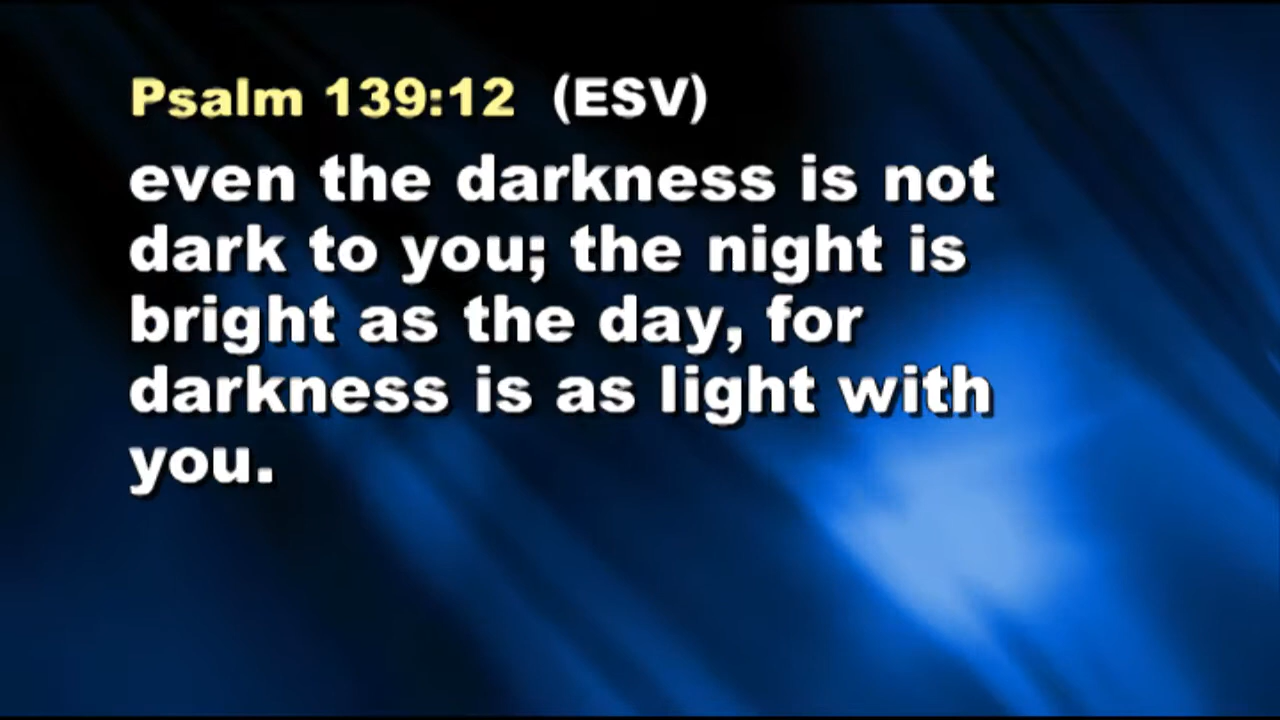 Psalm 139:12 (ESV)
even the darkness is not
dark to you; the night is
bright as the day, for
darkness is as light with
you.